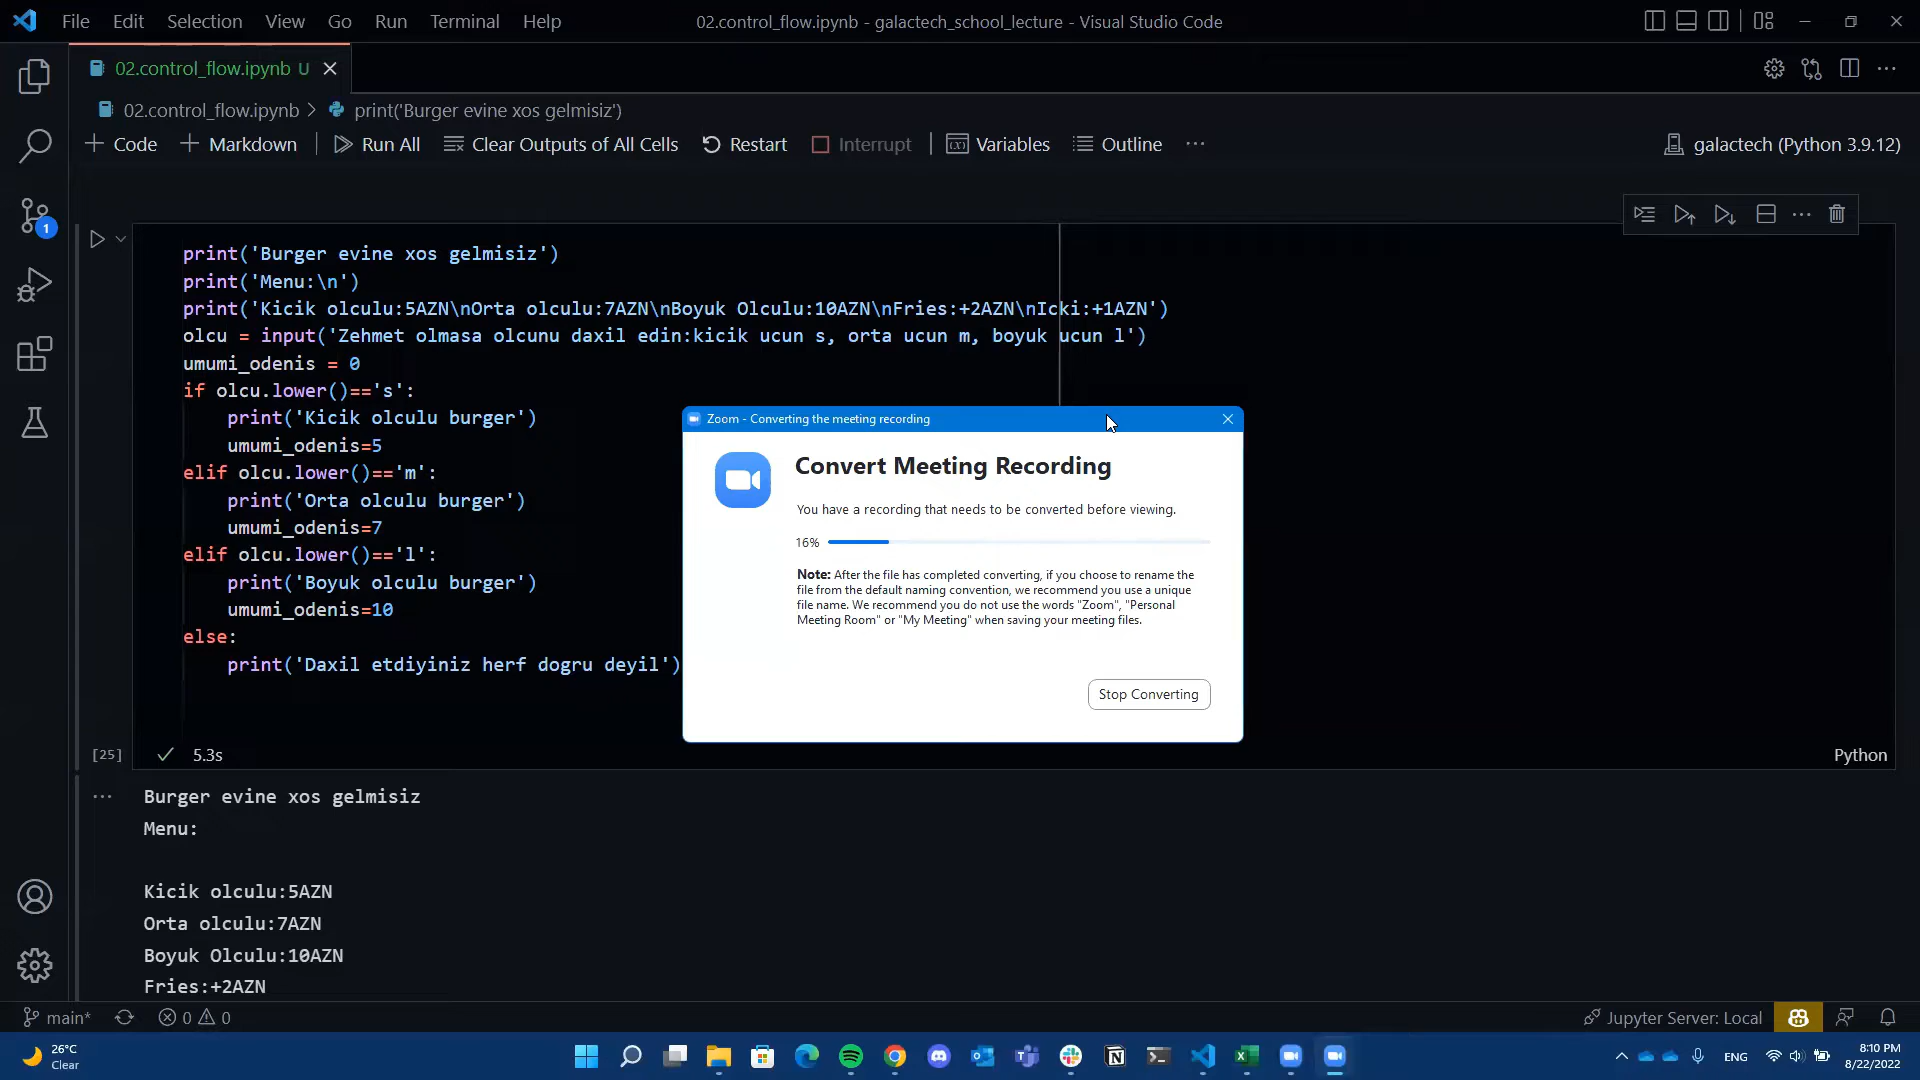 File Edit Selection View Go Run Terminal Help
02.control_flow.ipynb - galactech_school_lecture - Visual Studio Code
02.control_flow.ipynb U
02.control_flow.ipynb > print('Burger evine xos gelmisiz')
+ Code + Markdown Run All Clear Outputs of All Cells Restart Interrupt Variables Outline ...
galactech (Python 3.9.12)
print('Burger evine xos gelmisiz')
print('Menu:\n')
print('Kicik olculu:5AZN\nOrta olculu:7AZN\nBoyuk Olculu:10AZN\nFries:+2AZN\nIcki:+1AZN')
olcu = input('Zehmet olmasa olcunu daxil edin:kicik ucun s, orta ucun m, boyuk ucun l')
umumi_odenis = 0
if olcu.lower()=='s':
    print('Kicik olculu burger')
    umumi_odenis=5
elif olcu.lower()=='m':
    print('Orta olculu burger')
    umumi_odenis=7
elif olcu.lower()=='l':
    print('Boyuk olculu burger')
    umumi_odenis=10
else:
    print('Daxil etdiyiniz herf dogru deyil')
[25] 5.3s
Python
Zoom - Converting the meeting recording
Convert Meeting Recording
You have a recording that needs to be converted before viewing.
16%
Note: After the file has completed converting, if you choose to rename the
file from the default naming convention, we recommend you use a unique
file name. We recommend you do not use the words "Zoom", "Personal
Meeting Room" or "My Meeting" when saving your meeting files.
Stop Converting
Burger evine xos gelmisiz
Menu:
Kicik olculu:5AZN
Orta olculu:7AZN
Boyuk Olculu:10AZN
Fries:+2AZN
1
main* 0 0
Jupyter Server: Local
26°C
Clear
ENG
8:10 PM
8/22/2022